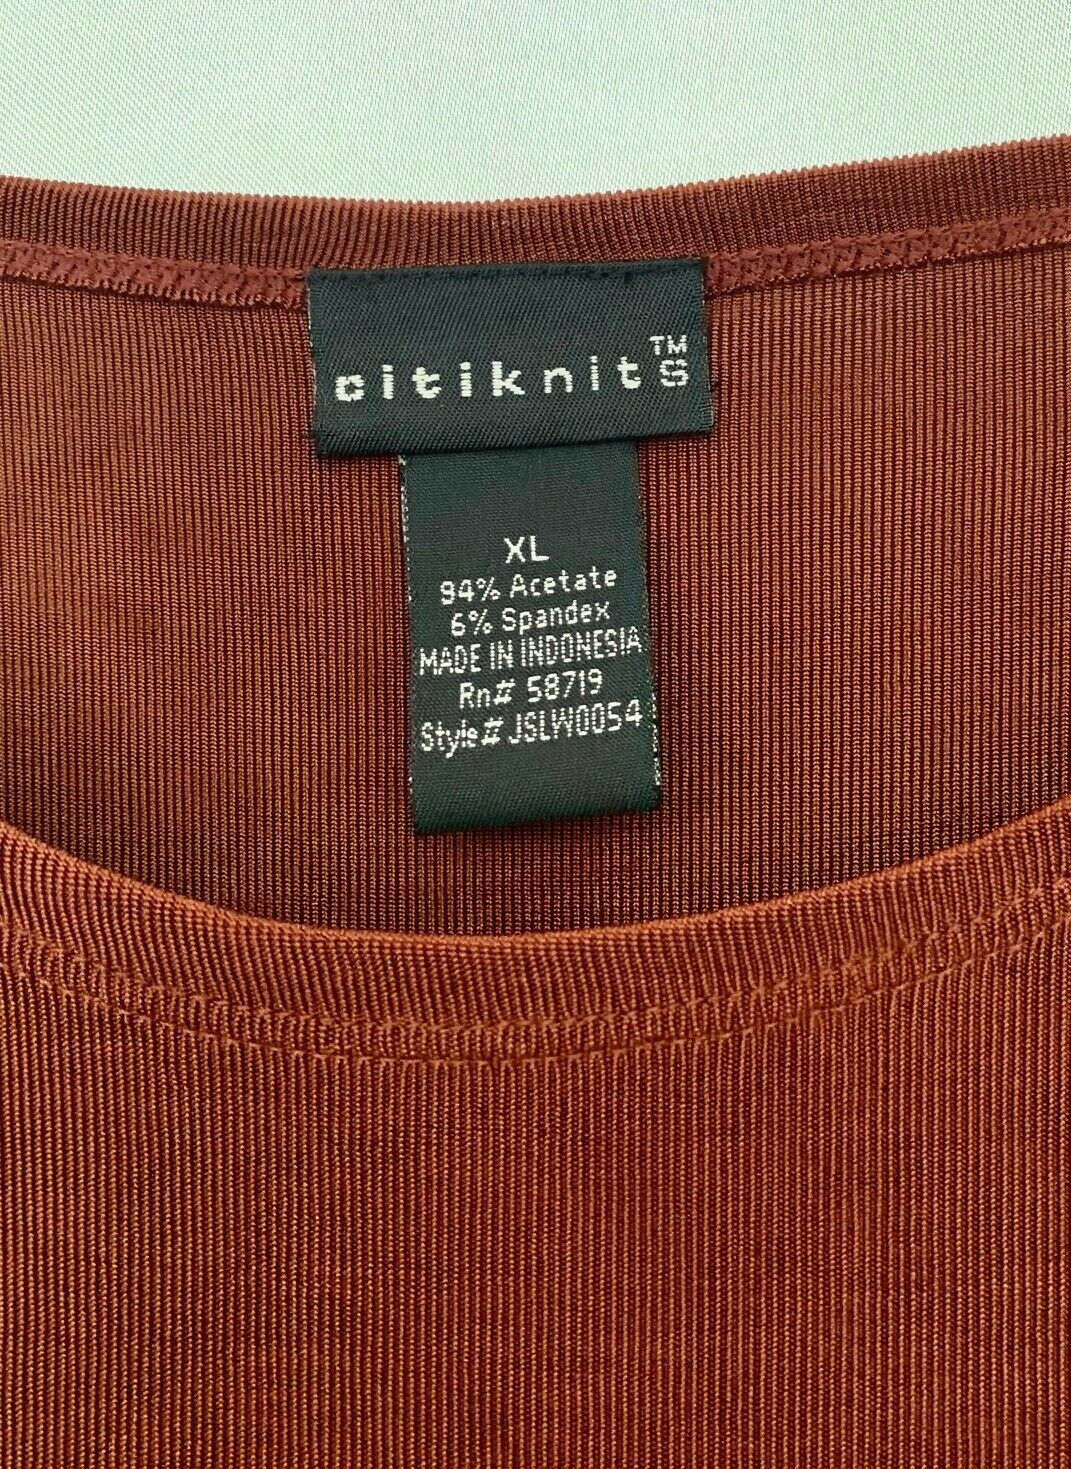 citiknits™
XL
94% Acetate
6% Spandex
MADE IN INDONESIA
Rn# 58719
Style# JSLW0054